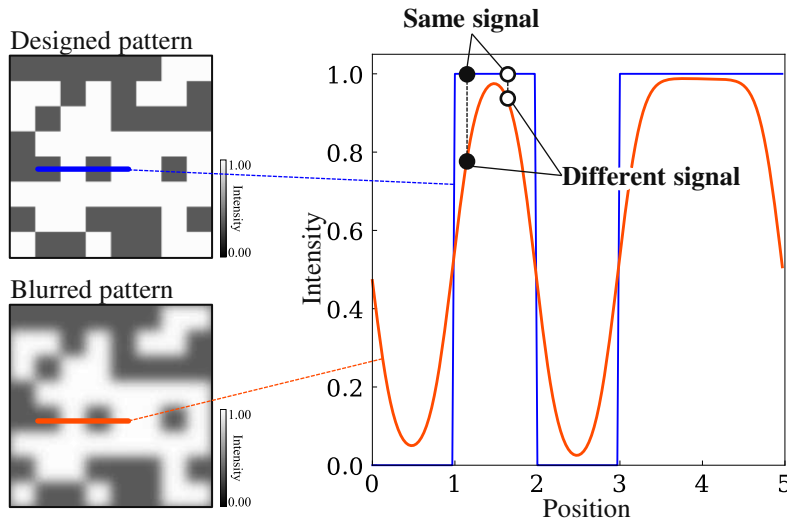 Designed pattern
1.00
Intensity
0.00
Blurred pattern
1.00
Intensity
0.00
Same signal
Different signal
Intensity
1.0
0.8
0.6
0.4
0.2
0.0
0 1 2 3 4 5
Position